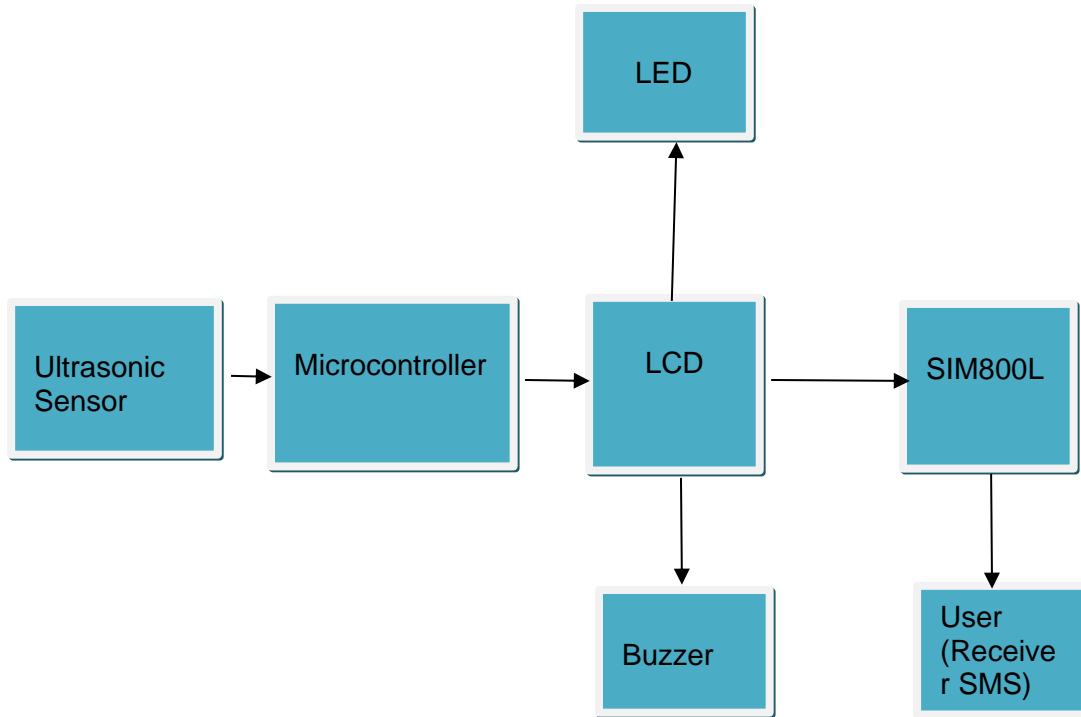 LED
Ultrasonic
Sensor
Microcontroller
LCD
SIM800L
Buzzer
User
(Receive
r SMS)